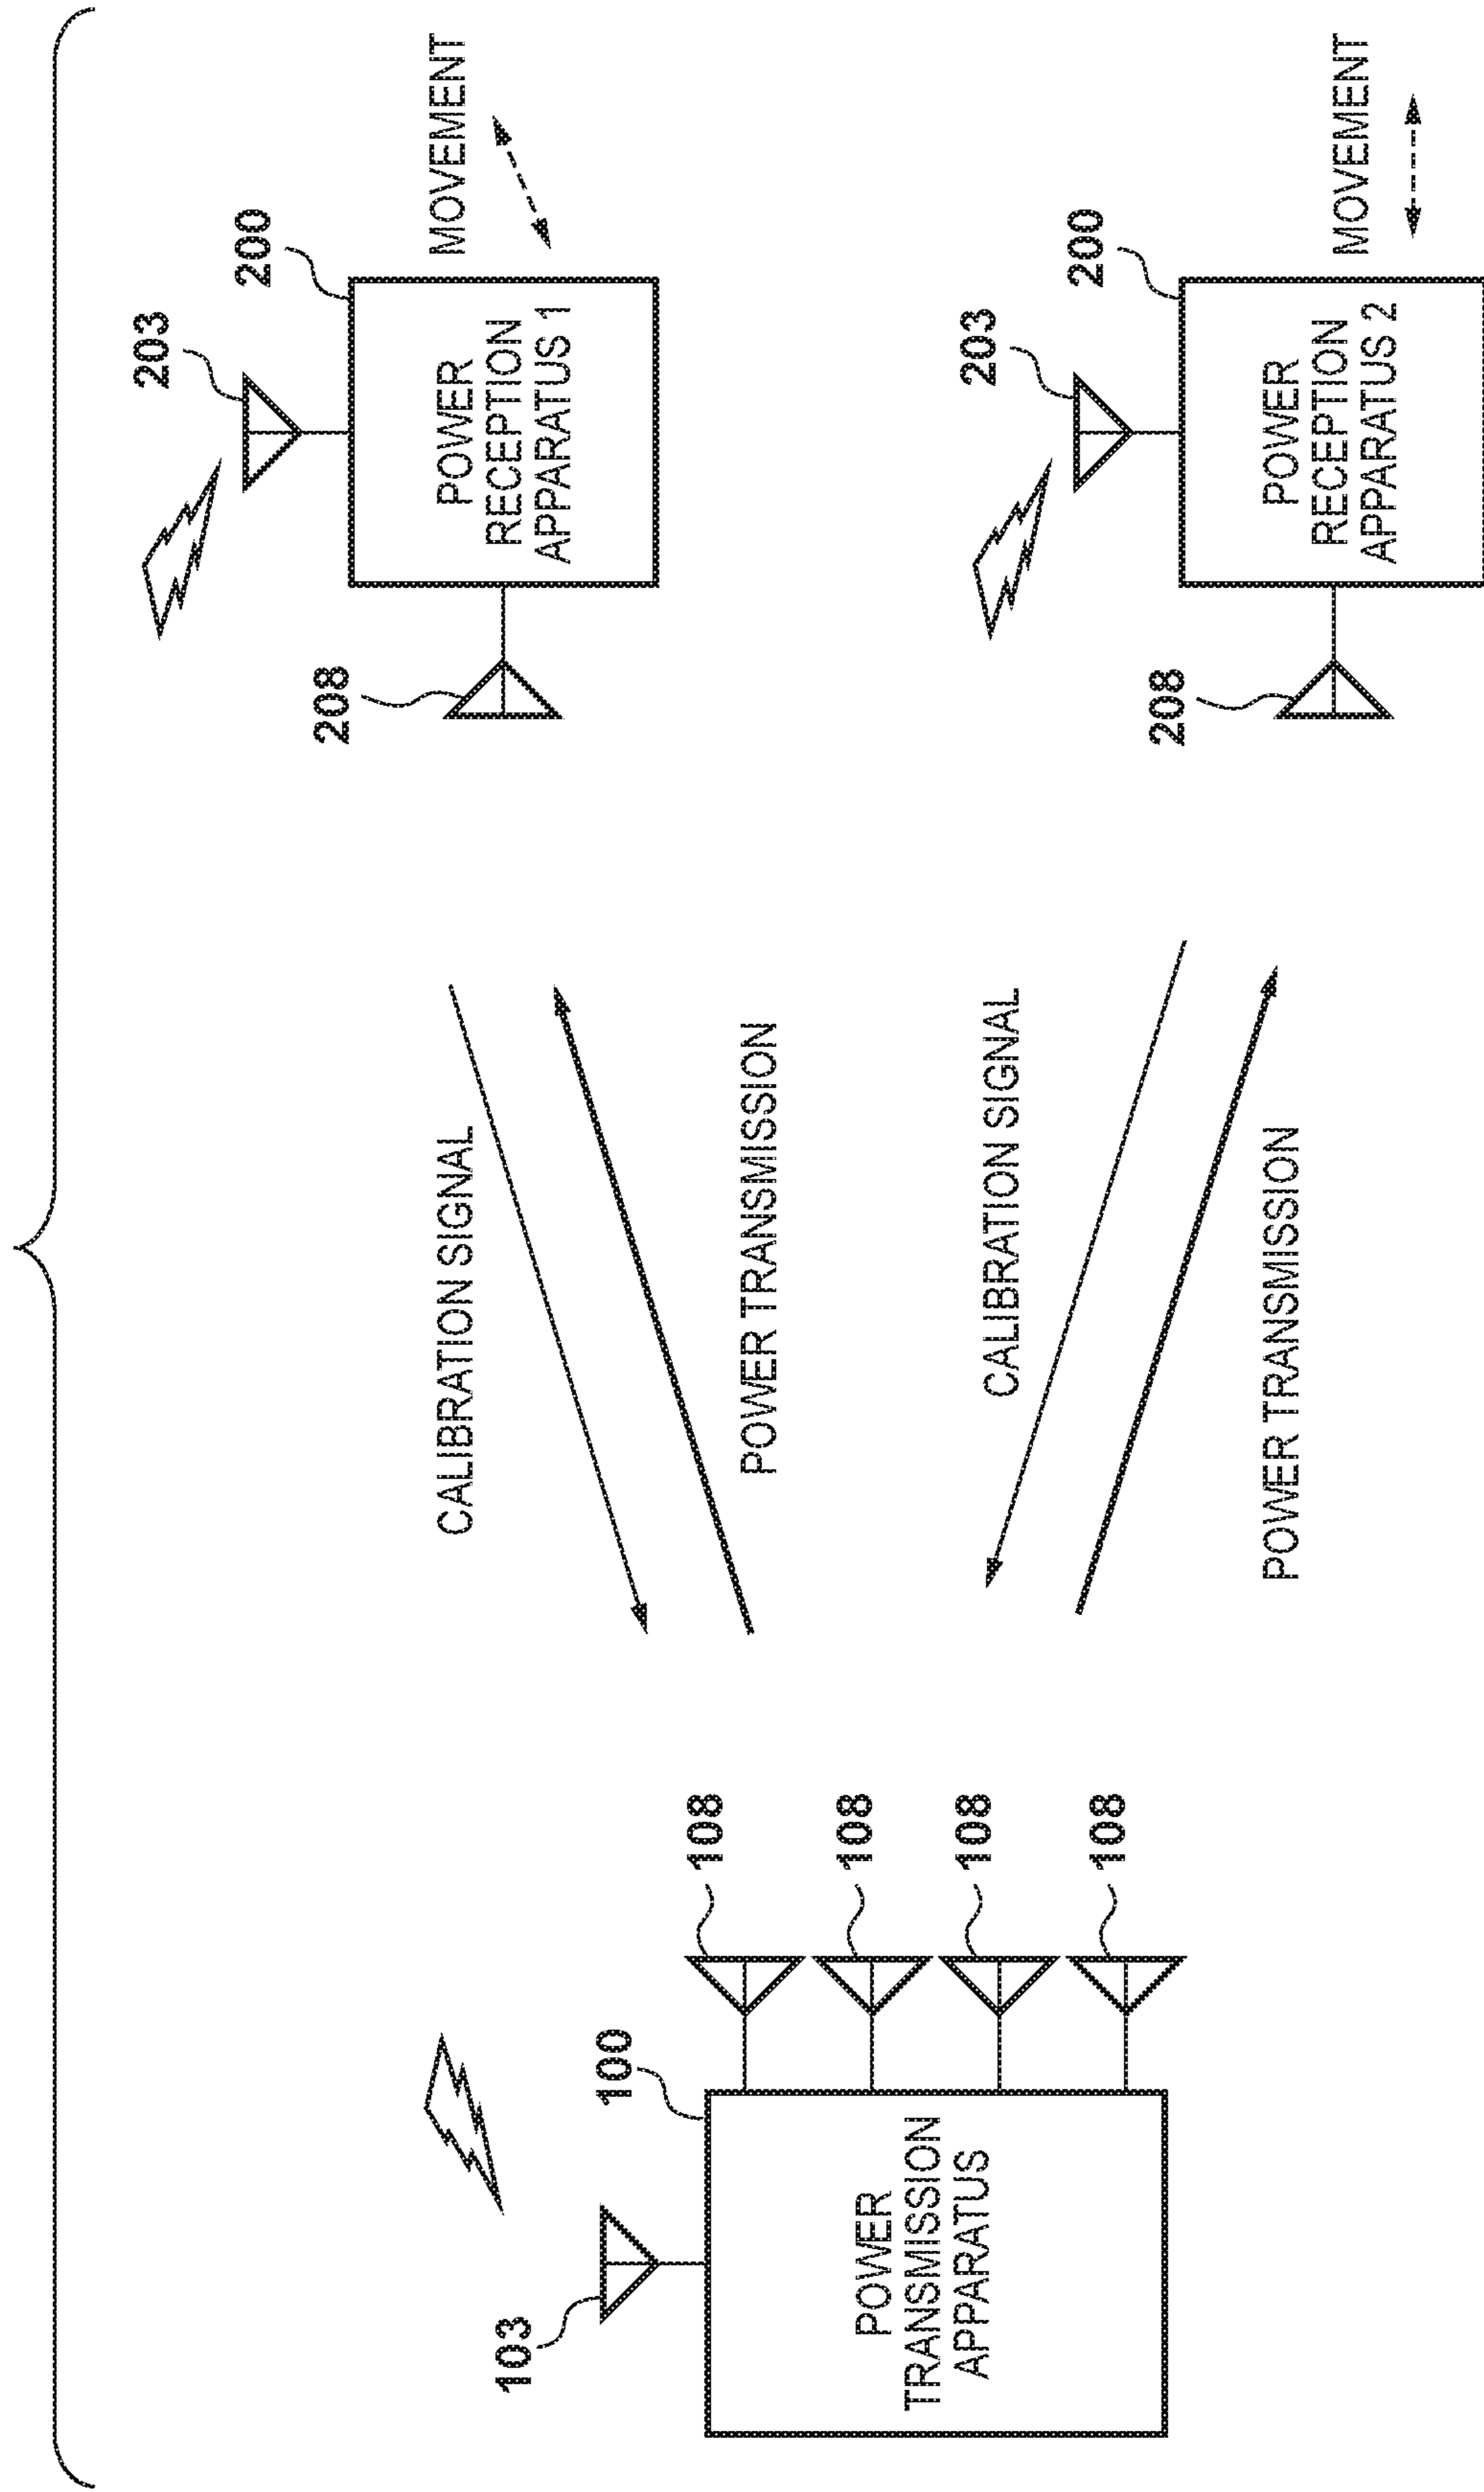 103
100
POWER
TRANSMISSION
APPARATUS
108
108
108
108
CALIBRATION SIGNAL
POWER TRANSMISSION
CALIBRATION SIGNAL
POWER TRANSMISSION
203
200
208
POWER
RECEPTION
APPARATUS 1
MOVEMENT
203
200
208
POWER
RECEPTION
APPARATUS 2
MOVEMENT